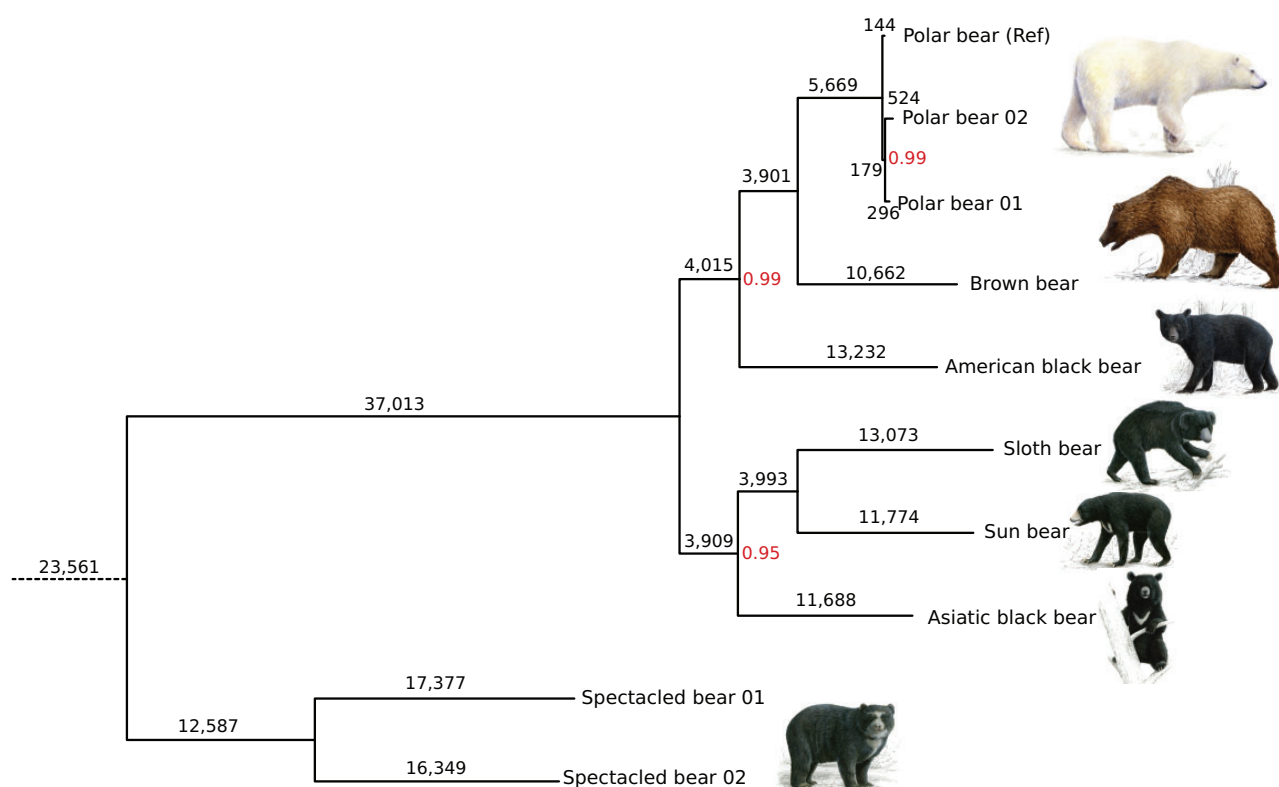 144
Polar bear (Ref)
5,669
524
Polar bear 02
0.99
179
3,901
Polar bear 01
296
4,015
0.99
10,662
Brown bear
13,232
American black bear
37,013
13,073
Sloth bear
3,993
11,774
Sun bear
3,909
0.95
23,561
11,688
Asiatic black bear
17,377
Spectacled bear 01
12,587
16,349
Spectacled bear 02